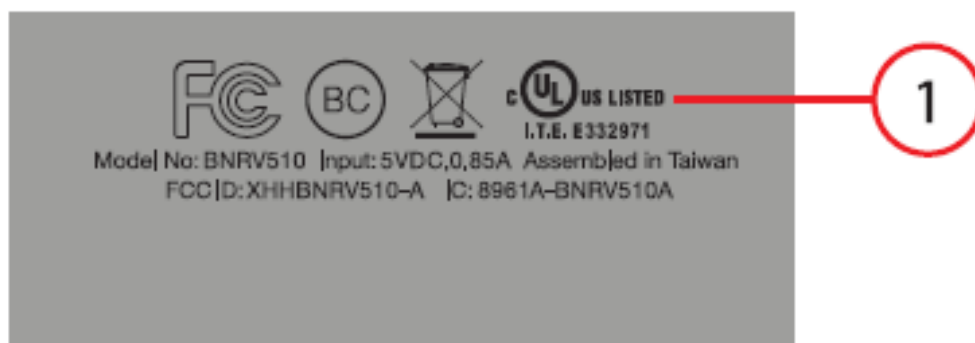 FC BC C UL US LISTED
I.T.E. E332971
Model No: BNRV510 Input: 5VDC,0,85A Assembled in Taiwan
FCC ID: XHHBNRV510-A IC: 8961A-BNRV510A
1